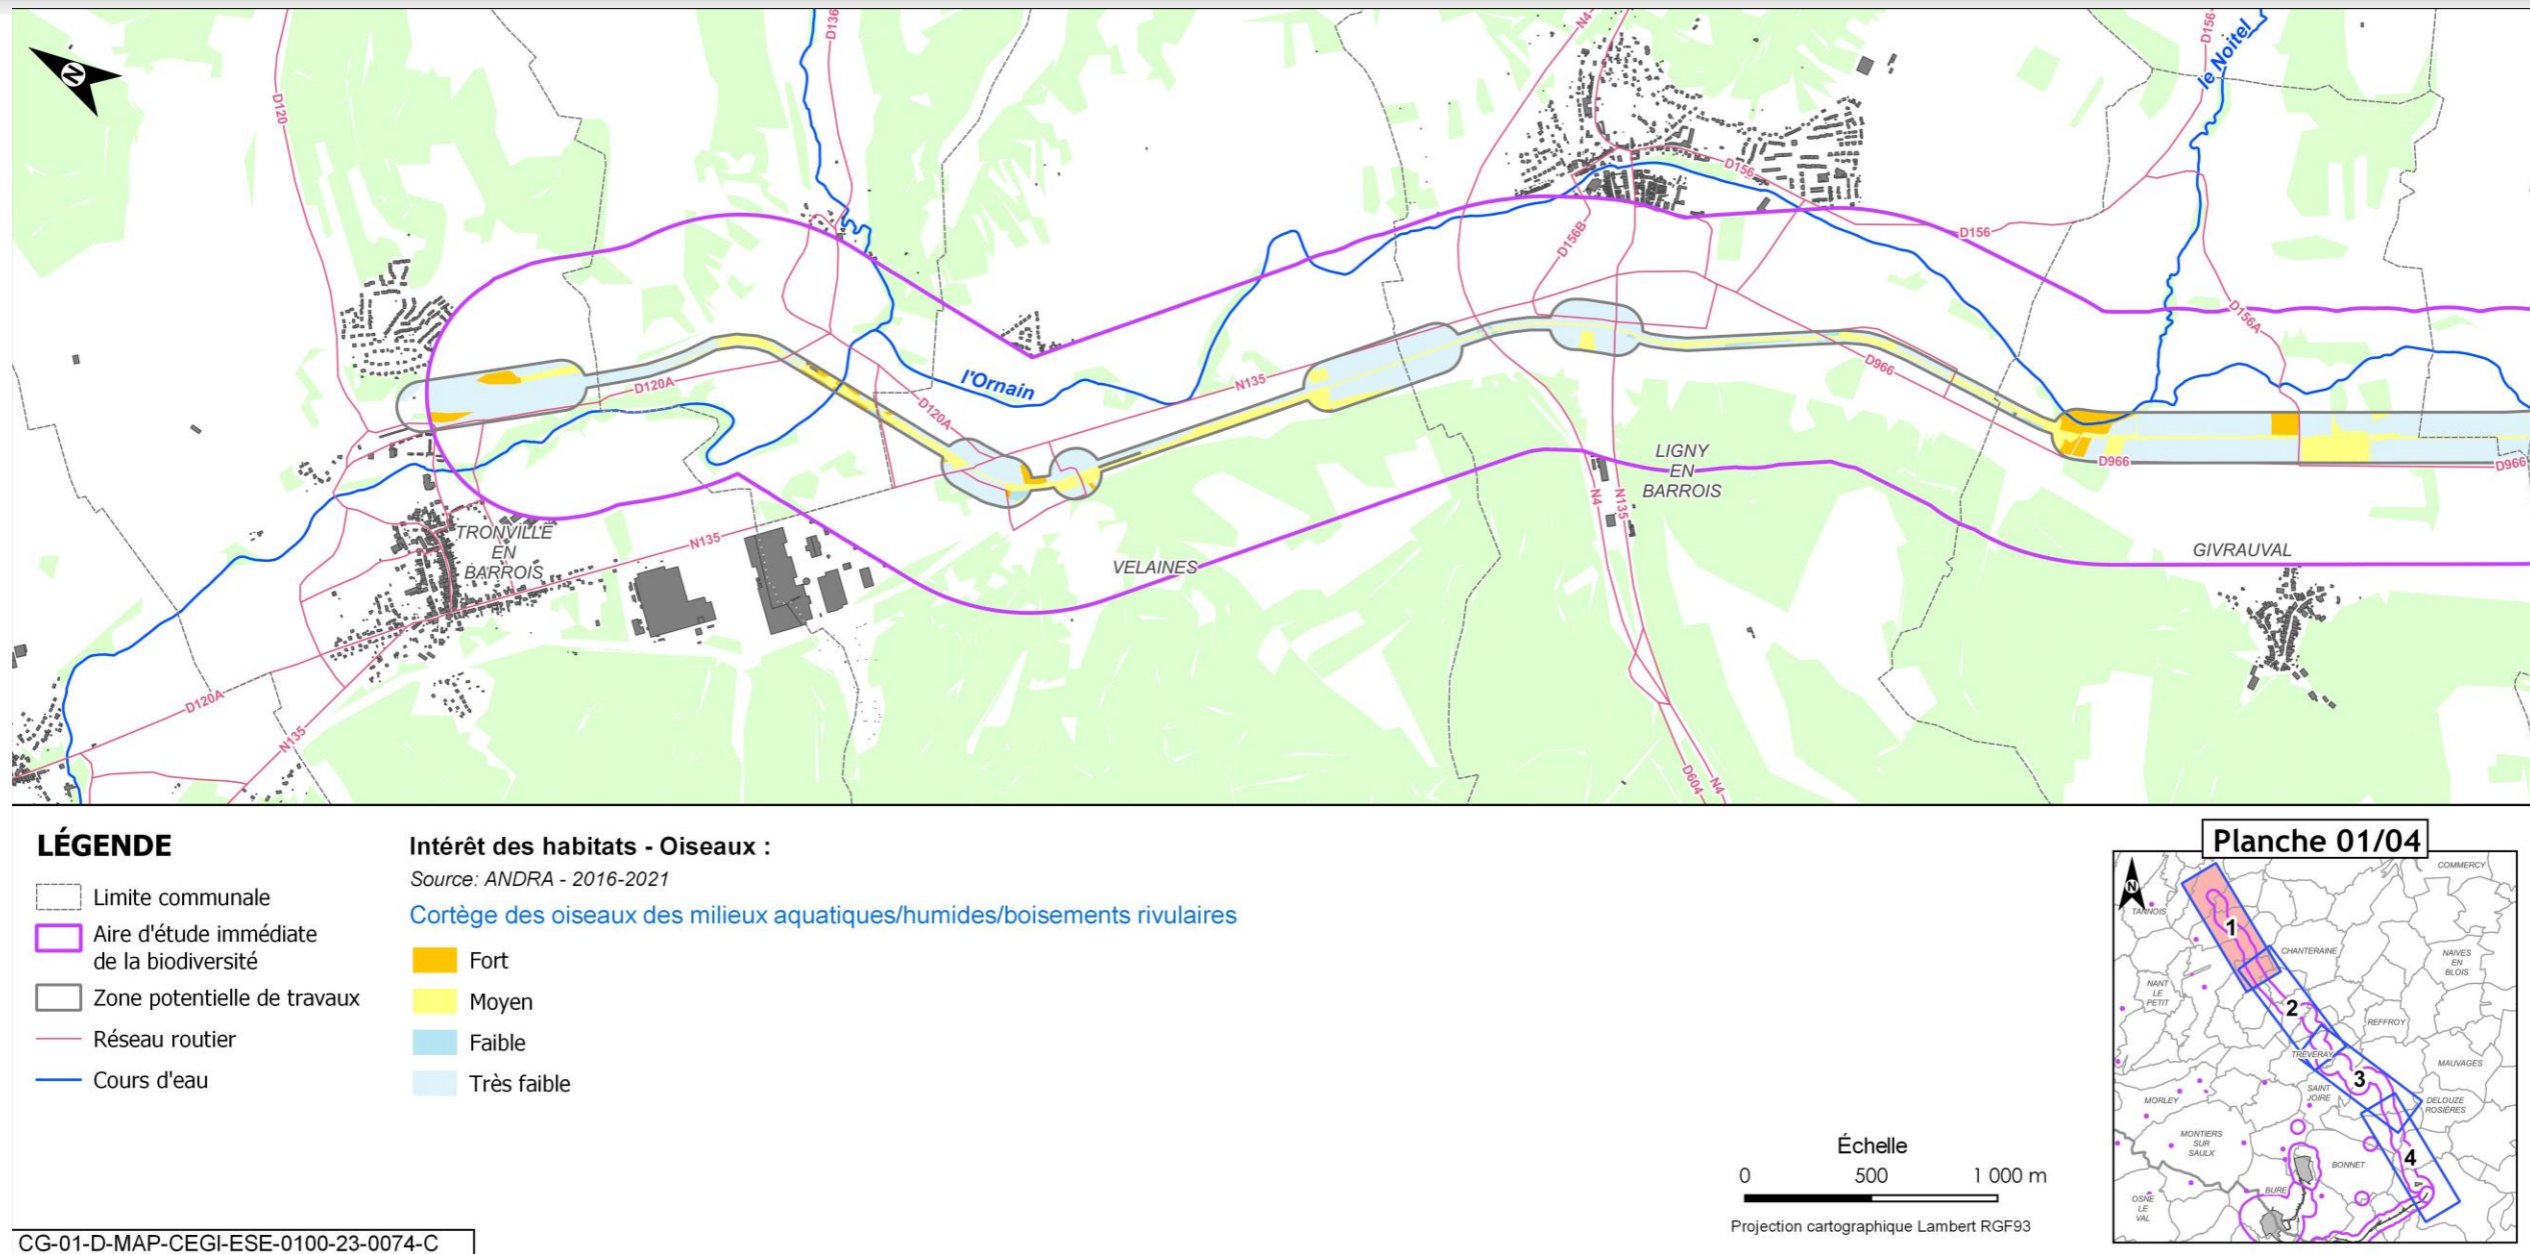 D136
N4
D156
le Noitel
N
D120
D156
D156B
D156
D156A
l'Ornain
D120A
N135
D966
D120A
LIGNY
EN
BARROIS
D966
D966
N4
N135
TRONVILLE
EN
BARROIS
N135
VELAINES
GIVRAUVAL
D120A
N135
D604
N4
LÉGENDE
Limite communale
Aire d'étude immédiate
de la biodiversité
Zone potentielle de travaux
Réseau routier
Cours d'eau
Intérêt des habitats - Oiseaux :
Source: ANDRA - 2016-2021
Cortège des oiseaux des milieux aquatiques/humides/boisements rivulaires
Fort
Moyen
Faible
Très faible
Échelle
0 500 1 000 m
Projection cartographique Lambert RGF93
Planche 01/04
COMMERCY
N
TANNOIS
1
CHANTERAINE
NAIVES
EN
BLOIS
NANT
LE
PETIT
2
REFFROY
TRÉVERAY
MAUVAGES
3
SAINT
JOIRE
MORLEY
DELOUZE
ROSIÈRES
MONTIERS
SUR
SAULX
4
BONNET
BURE
OSNE
LE
VAL
CG-01-D-MAP-CEGI-ESE-0100-23-0074-C